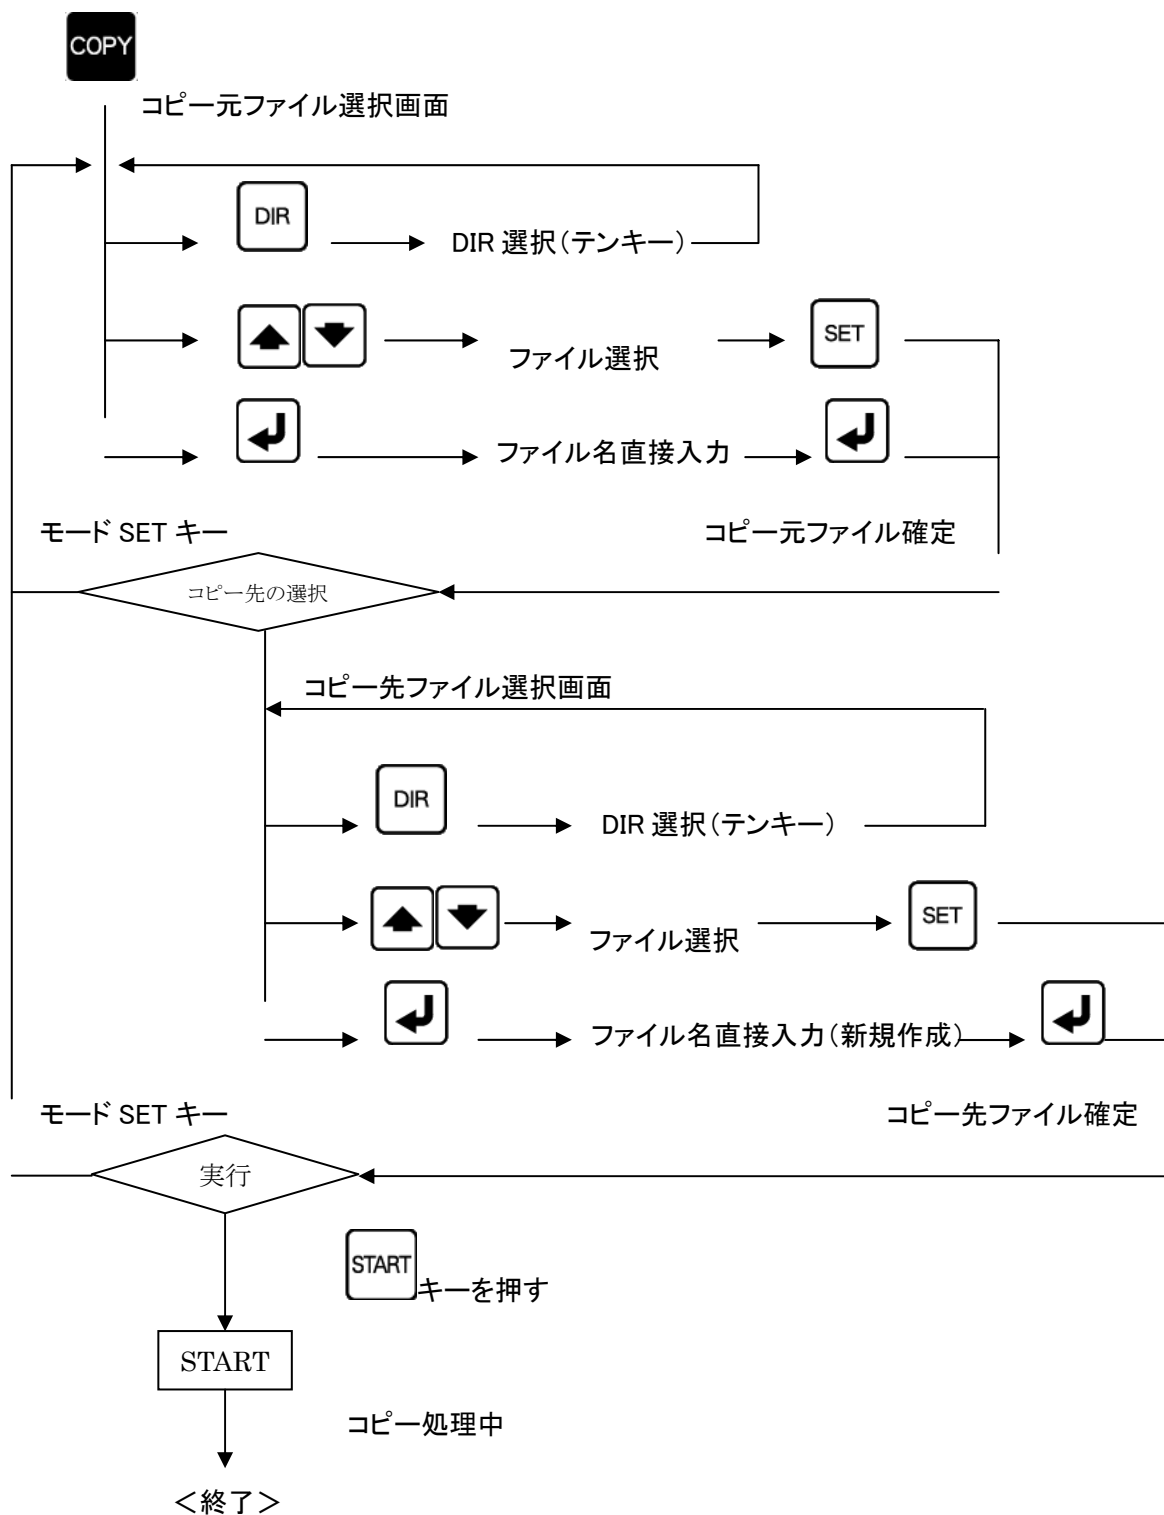 COPY
コピー元ファイル選択画面
DIR
DIR 選択（テンキー）
ファイル選択
SET
ファイル名直接入力
モード SET キー
コピー元ファイル確定
コピー先の選択
コピー先ファイル選択画面
DIR
DIR 選択（テンキー）
ファイル選択
SET
ファイル名直接入力（新規作成）
モード SET キー
コピー先ファイル確定
実行
START キーを押す
START
コピー処理中
＜終了＞